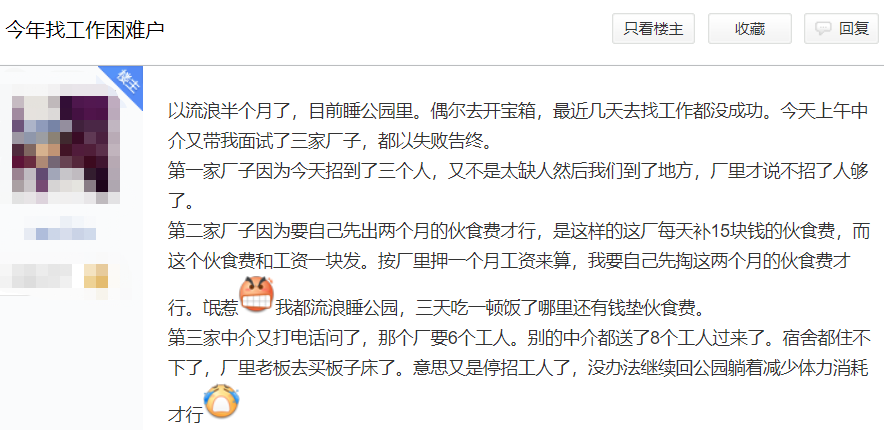 今年找工作困难户
只看楼主
收藏
回复
楼主
以流浪半个月了，目前睡公园里。偶尔去开宝箱，最近几天去找工作都没成功。今天上午中
介又带我面试了三家厂子，都以失败告终。
第一家厂子因为今天招到了三个人，又不是太缺人然后我们到了地方，厂里才说不招了人够
了。
第二家厂子因为要自己先出两个月的伙食费才行，是这样的这厂每天补15块钱的伙食费，而
这个伙食费和工资一块发。按厂里押一个月工资来算，我要自己先掏这两个月的伙食费才
行。氓惹我都流浪睡公园，三天吃一顿饭了哪里还有钱垫伙食费。
第三家中介又打电话问了，那个厂要6个工人。别的中介都送了8个工人过来了。宿舍都住不
下了，厂里老板去买板子床了。意思又是停招工人了，没办法继续回公园躺着减少体力消耗
才行